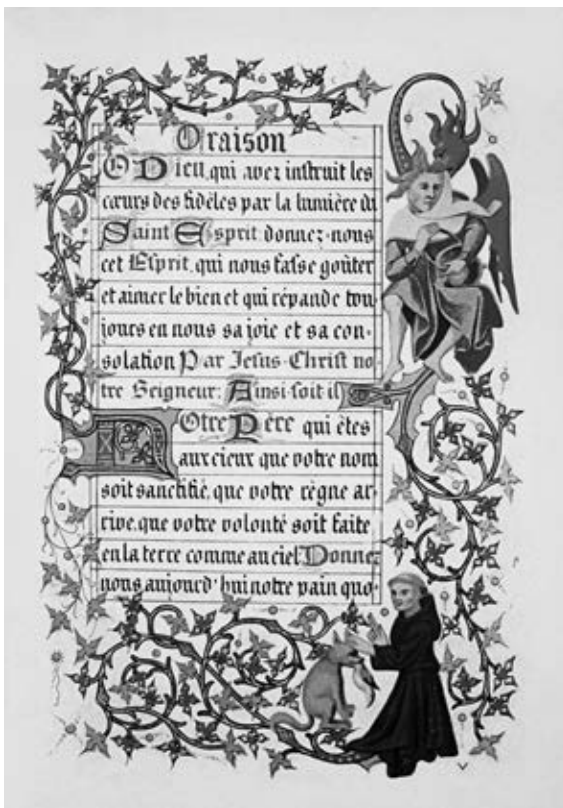 Oraison
O Dieu, qui avez instruit les
cœurs des fidèles par la lumière du
Saint Esprit donnez-nous
cet Esprit, qui nous fasse goûter
et aimer le bien et qui répande tou-
jours en nous sa joie et sa con-
solation Par Jesus-Christ no-
tre Seigneur; Ainsi-soit il
Notre Père qui êtes
aux cieux que votre nom
soit sanctifié, que votre règne ar-
rive, que votre volonté soit faite
en la terre comme au ciel Donnez
nous aujourd'hui notre pain quo-